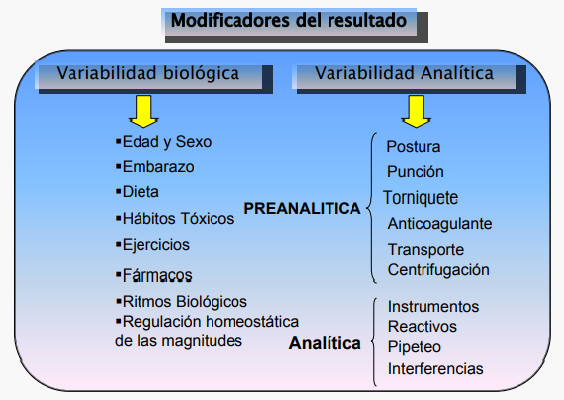 Modificadores del resultado
Variabilidad biológica
▪Edad y Sexo
▪Embarazo
▪Dieta
▪Hábitos Tóxicos
▪Ejercicios
▪Fármacos
▪Ritmos Biológicos
▪Regulación homeostática
de las magnitudes
Variabilidad Analítica
PREANALITICA
Postura
Punción
Torniquete
Anticoagulante
Transporte
Centrifugación
Analítica
Instrumentos
Reactivos
Pipeteo
Interferencias